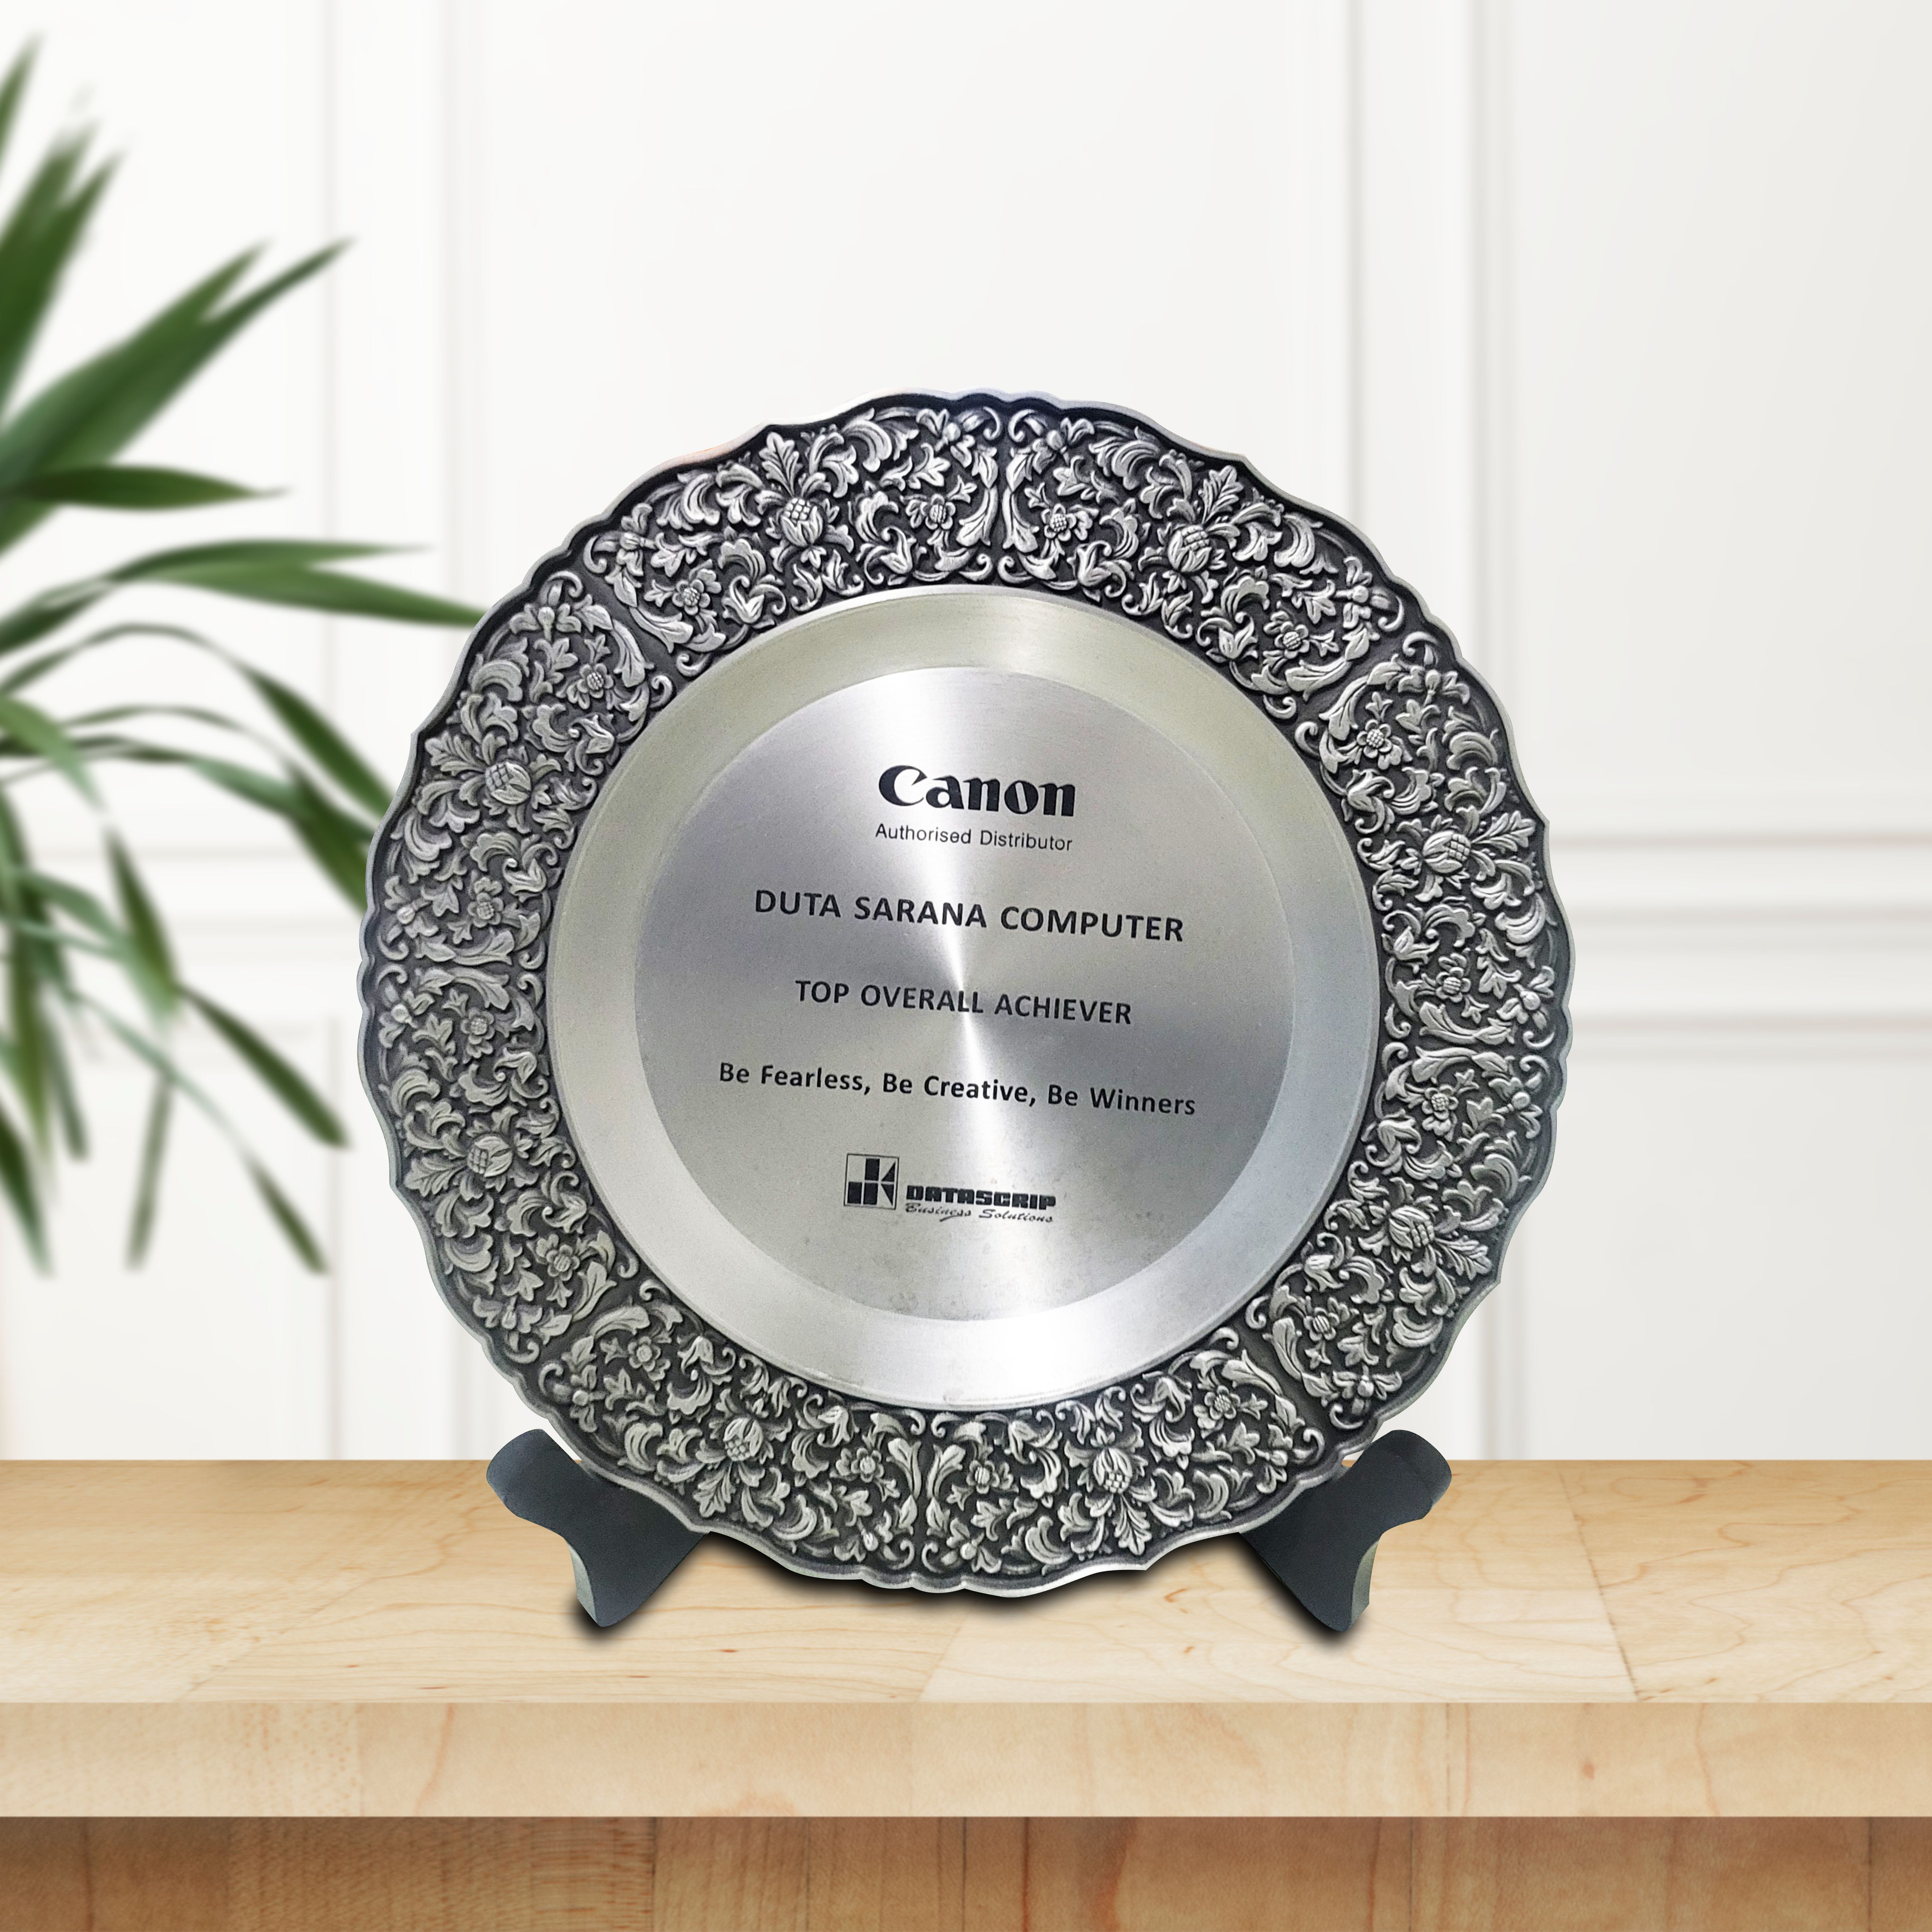 Canon
Authorised Distributor
DUTA SARANA COMPUTER
TOP OVERALL ACHIEVER
Be Fearless, Be Creative, Be Winners
DATASCRIP
Business Solutions